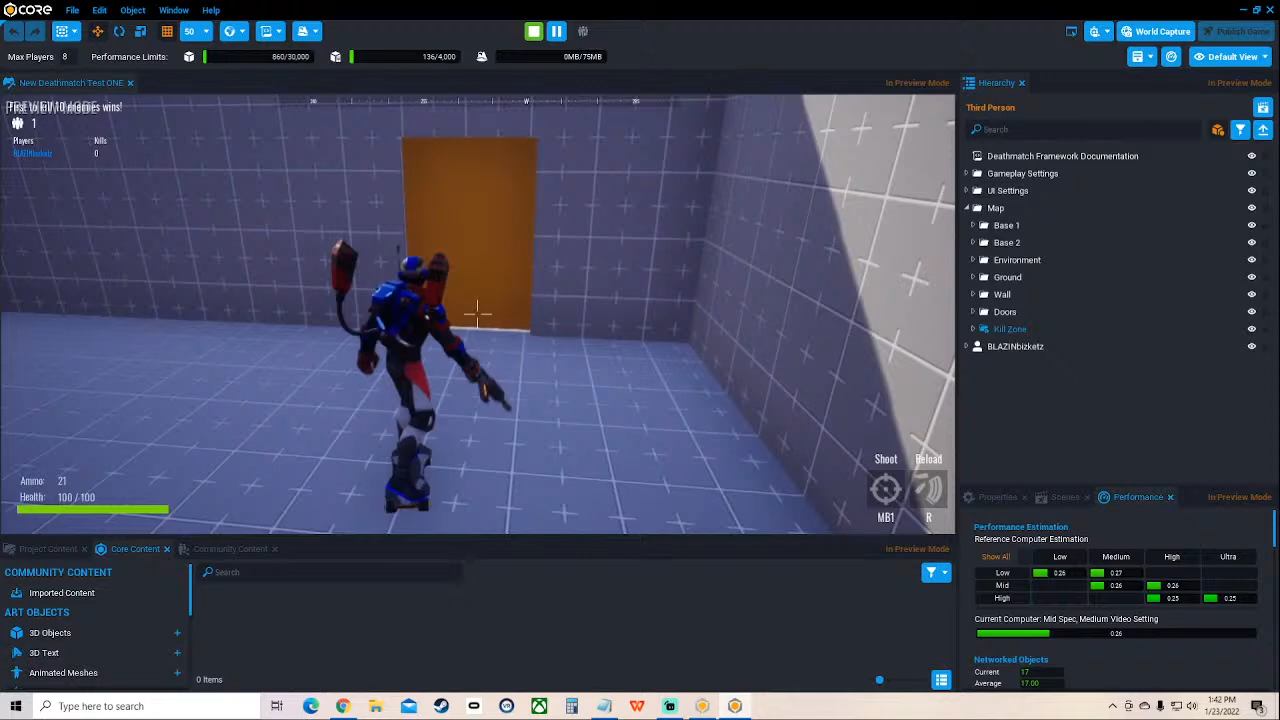 CORE File Edit Object Window Help
50 World Capture Publish Game
Max Players 8 Performance Limits: 860/30,000 136/4,000 0MB/75MB Default View
New Deathmatch Test ONE In Preview Mode
1
Players Kills
BLAZINbizketz 0
Ammo: 21
Health: 100 / 100
Shoot Reload
MB1 R
Hierarchy In Preview Mode
Third Person
Search
Deathmatch Framework Documentation
Gameplay Settings
UI Settings
Map
Base 1
Base 2
Environment
Ground
Wall
Doors
Kill Zone
BLAZINbizketz
Project Content Core Content Community Content In Preview Mode
COMMUNITY CONTENT
Imported Content
ART OBJECTS
3D Objects
3D Text
Animated Meshes
Search
0 Items
Properties Scenes Performance In Preview Mode
Performance Estimation
Reference Computer Estimation
Show All Low Medium High Ultra
Low 0.26 0.27
Mid 0.26 0.26
High 0.25 0.25
Current Computer: Mid Spec, Medium Video Setting
0.26
Networked Objects
Current 17
Average 17.00
Type here to search
1:42 PM
1/23/2022